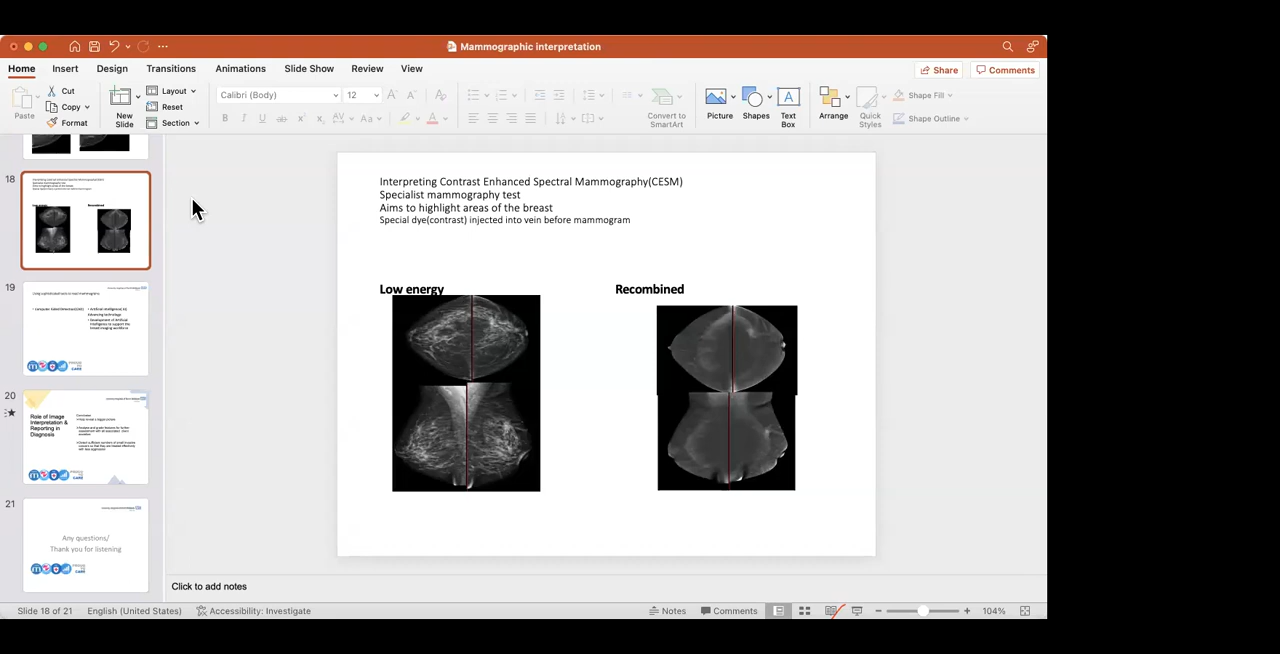 Mammographic interpretation
Home Insert Design Transitions Animations Slide Show Review View
Share Comments
Paste
Cut
Copy
Format
New
Slide
Layout
Reset
Section
Calibri (Body) 12
Convert to
SmartArt
Picture
Shapes
Text
Box
Arrange
Quick
Styles
Shape Fill
Shape Outline
18
19
20
Role of Image
Interpretation &
Reporting in
Diagnosis
21
Any questions/
Thank you for listening
Interpreting Contrast Enhanced Spectral Mammography(CESM)
Specialist mammography test
Aims to highlight areas of the breast
Special dye(contrast) injected into vein before mammogram
Low energy
Recombined
Click to add notes
Slide 18 of 21 English (United States) Accessibility: Investigate Notes Comments 104%